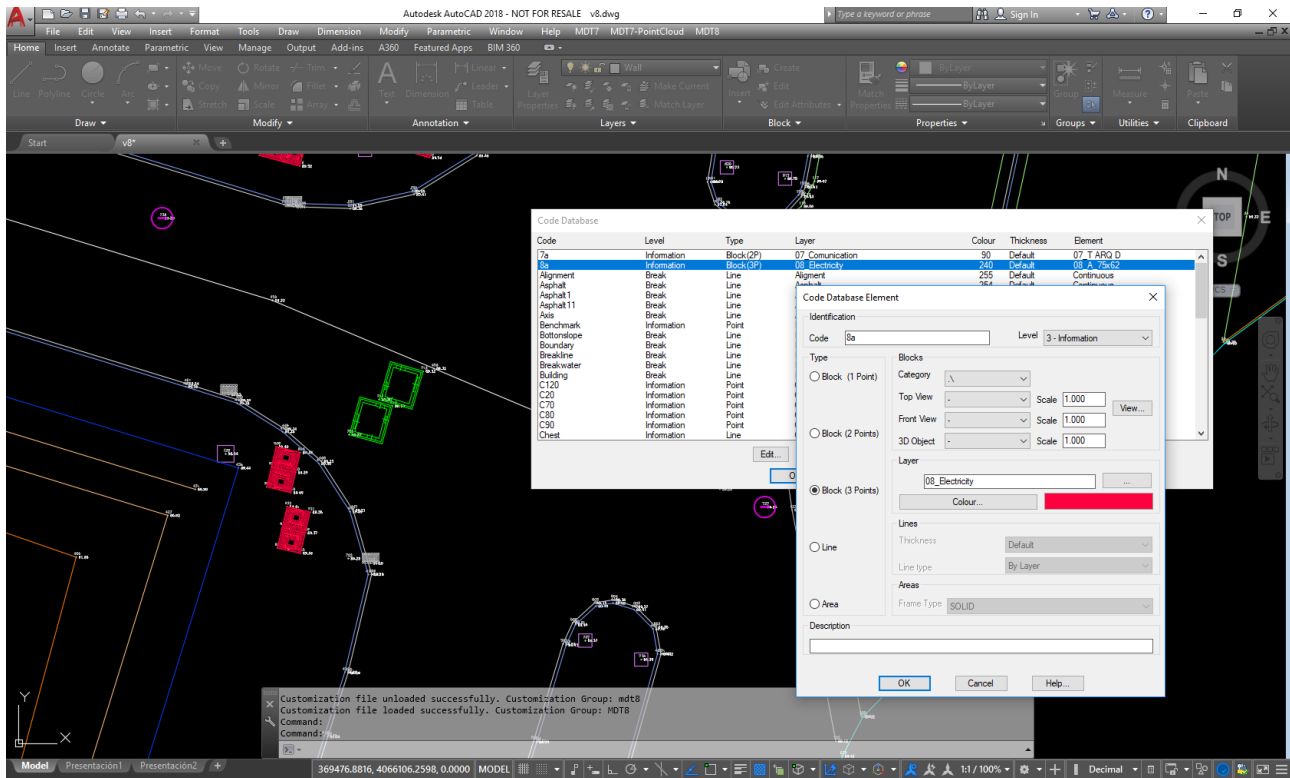 Autodesk AutoCAD 2018 - NOT FOR RESALE v8.dwg
Type a keyword or phrase
Sign In
File Edit View Insert Format Tools Draw Dimension Modify Parametric Window Help MDT7 MDT7-PointCloud MDT8
Home Insert Annotate Parametric View Manage Output Add-ins A360 Featured Apps BIM 360
Line Polyline Circle Arc
Move Rotate Trim
Copy Mirror Fillet
Stretch Scale Array
Text Dimension
Linear
Leader
Table
Layer Properties
Wall
Make Current
Match Layer
Insert
Create
Edit
Edit Attributes
Match Properties
ByLayer
ByLayer
ByLayer
Group
Measure
Paste
Draw Modify Annotation Layers Block Properties Groups Utilities Clipboard
Start v8*
N
TOP
E
S
Code Database
Code Level Type Layer Colour Thickness Element
7a Information Block(2P) 07_Comunication 90 Default 07_T ARQ D
8a Information Block(3P) 08_Electricity 240 Default 08_A_75x62
Alignment Break Line Aligment 255 Default Continuous
Asphalt Break Line Asphalt 254 Default Continuous
Asphalt1 Break Line
Asphalt11 Break Line
Axis Break Line
Benchmark Information Point
Bottonslope Break Line
Boundary Break Line
Breakline Break Line
Breakwater Break Line
Building Break Line
C120 Information Point
C20 Information Point
C70 Information Point
C80 Information Point
C90 Information Point
Chest Information Line
Edit...
Code Database Element
Identification
Code 8a Level 3 - Information
Type
Block (1 Point)
Block (2 Points)
Block (3 Points)
Line
Area
Blocks
Category .\
Top View - Scale 1.000
View...
Front View - Scale 1.000
3D Object - Scale 1.000
Layer
08_Electricity ...
Colour...
Lines
Thickness Default
Line type By Layer
Areas
Frame Type SOLID
Description
OK Cancel Help...
Customization file unloaded successfully. Customization Group: mdt8
Customization file loaded successfully. Customization Group: MDT8
Command:
Command:
Y
X
Model Presentación1 Presentación2 +
369476.8816, 4066106.2598, 0.0000 MODEL 1:1 / 100% Decimal